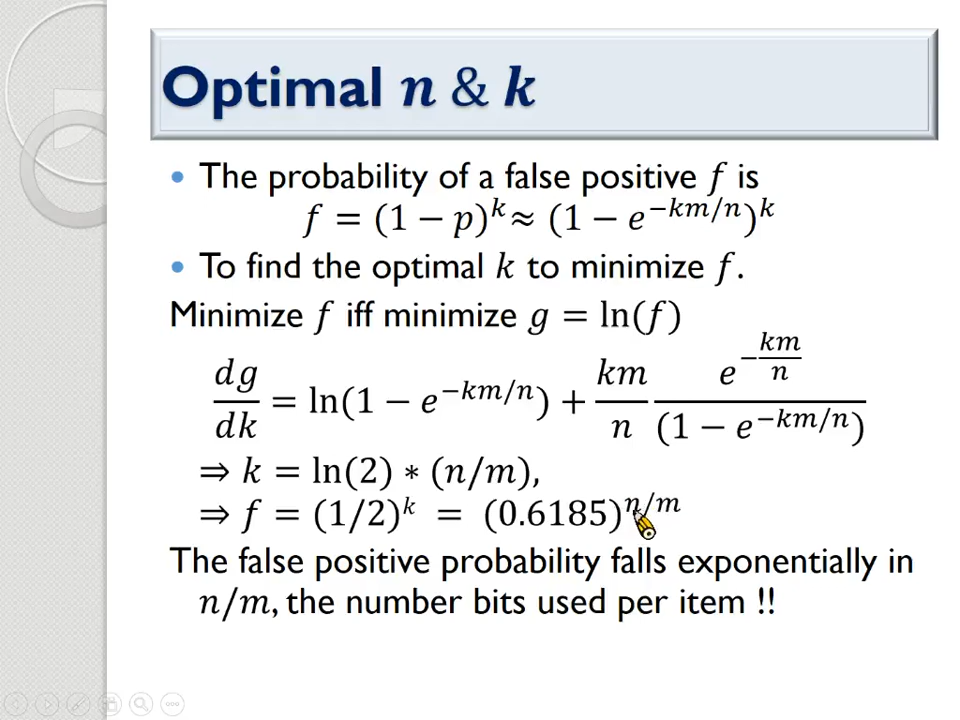 Optimal n & k
• The probability of a false positive f is
f = (1 − p)^k ≈ (1 − e^{−km/n})^k
• To find the optimal k to minimize f.
Minimize f iff minimize g = ln(f)
dg/dk = ln(1 − e^{−km/n}) + km/n e^{−km/n}/(1 − e^{−km/n})
⇒ k = ln(2) ∗ (n/m),
⇒ f = (1/2)^k = (0.6185)^{n/m}
The false positive probability falls exponentially in
n/m, the number bits used per item !!